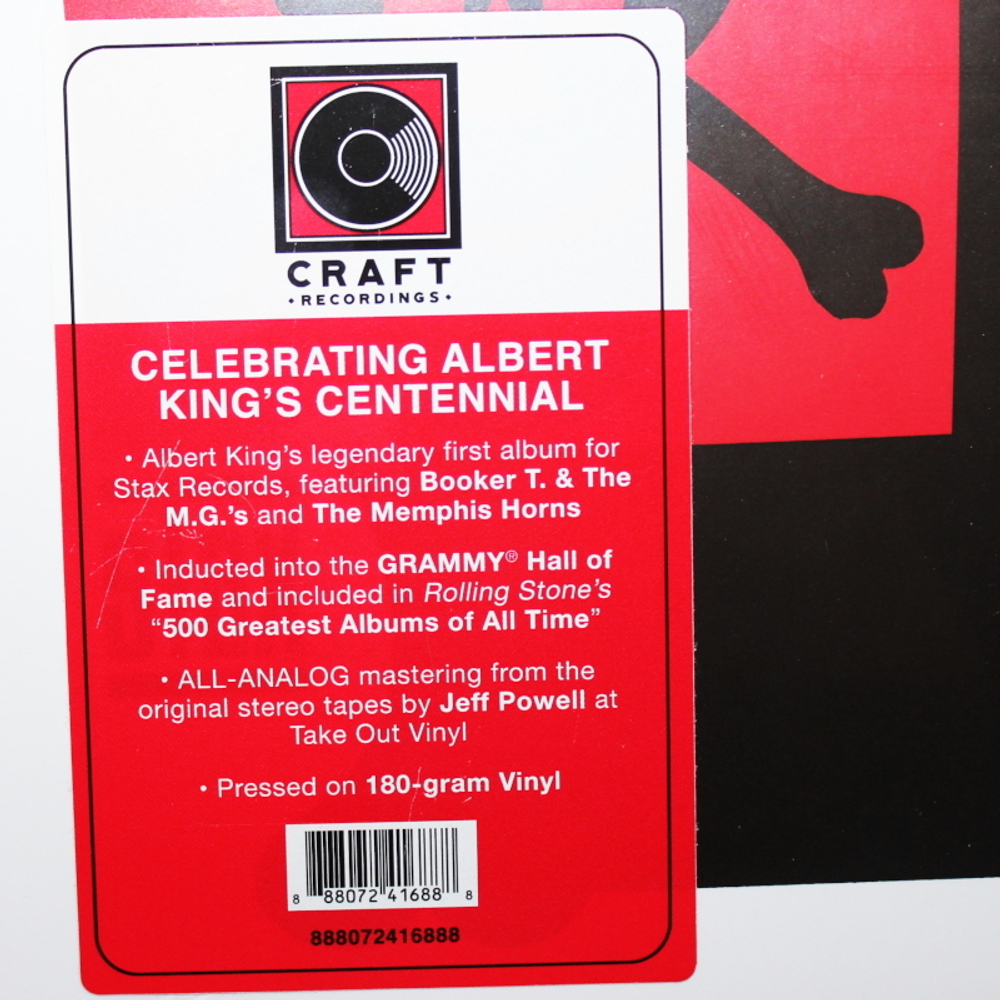 CRAFT
• RECORDINGS •
CELEBRATING ALBERT
KING'S CENTENNIAL
• Albert King's legendary first album for
Stax Records, featuring Booker T. & The
M.G.'s and The Memphis Horns
• Inducted into the GRAMMY® Hall of
Fame and included in Rolling Stone's
“500 Greatest Albums of All Time”
• ALL-ANALOG mastering from the
original stereo tapes by Jeff Powell at
Take Out Vinyl
• Pressed on 180-gram Vinyl
8 88072 41688 8
888072416888